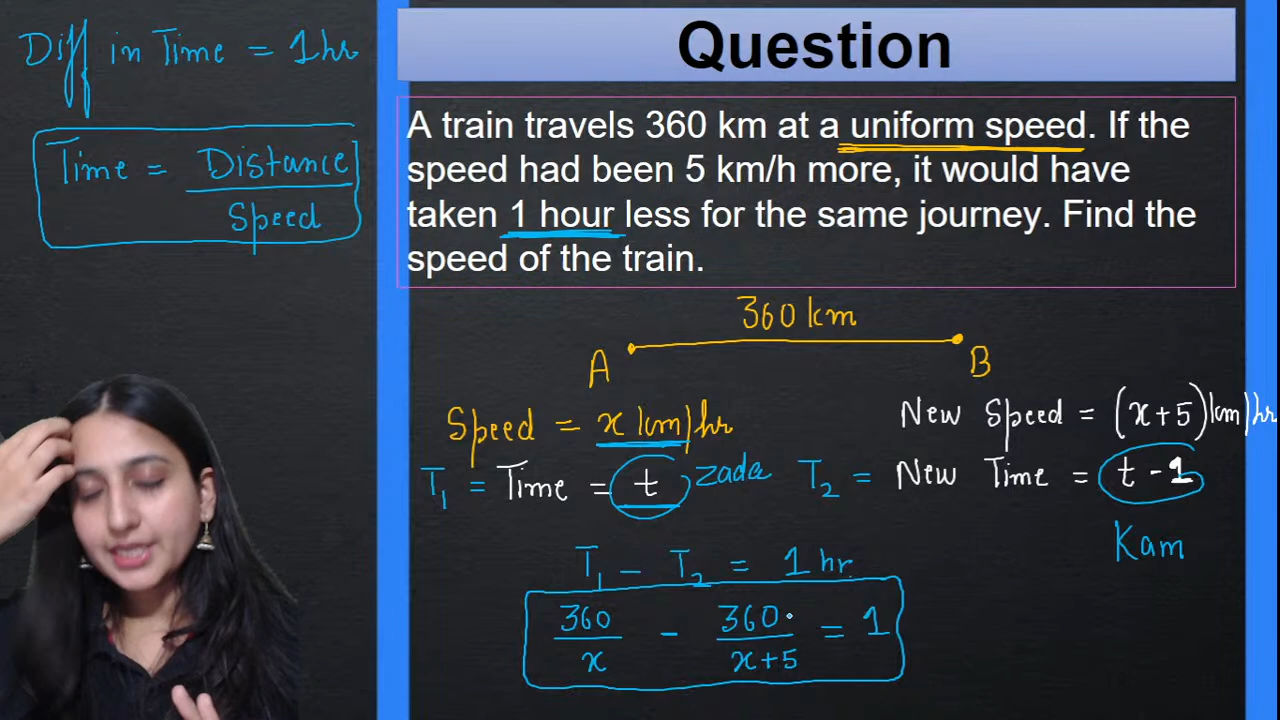 Diff in Time = 1hr
Time = Distance
Speed
Question
A train travels 360 km at a uniform speed. If the
speed had been 5 km/h more, it would have
taken 1 hour less for the same journey. Find the
speed of the train.
360 km
A
B
Speed = x km/hr
New Speed = (x+5) km/hr
T1 = Time = t zada
T2 = New Time = t - 1
Kam
T1 - T2 = 1 hr.
360/x - 360/x+5 = 1